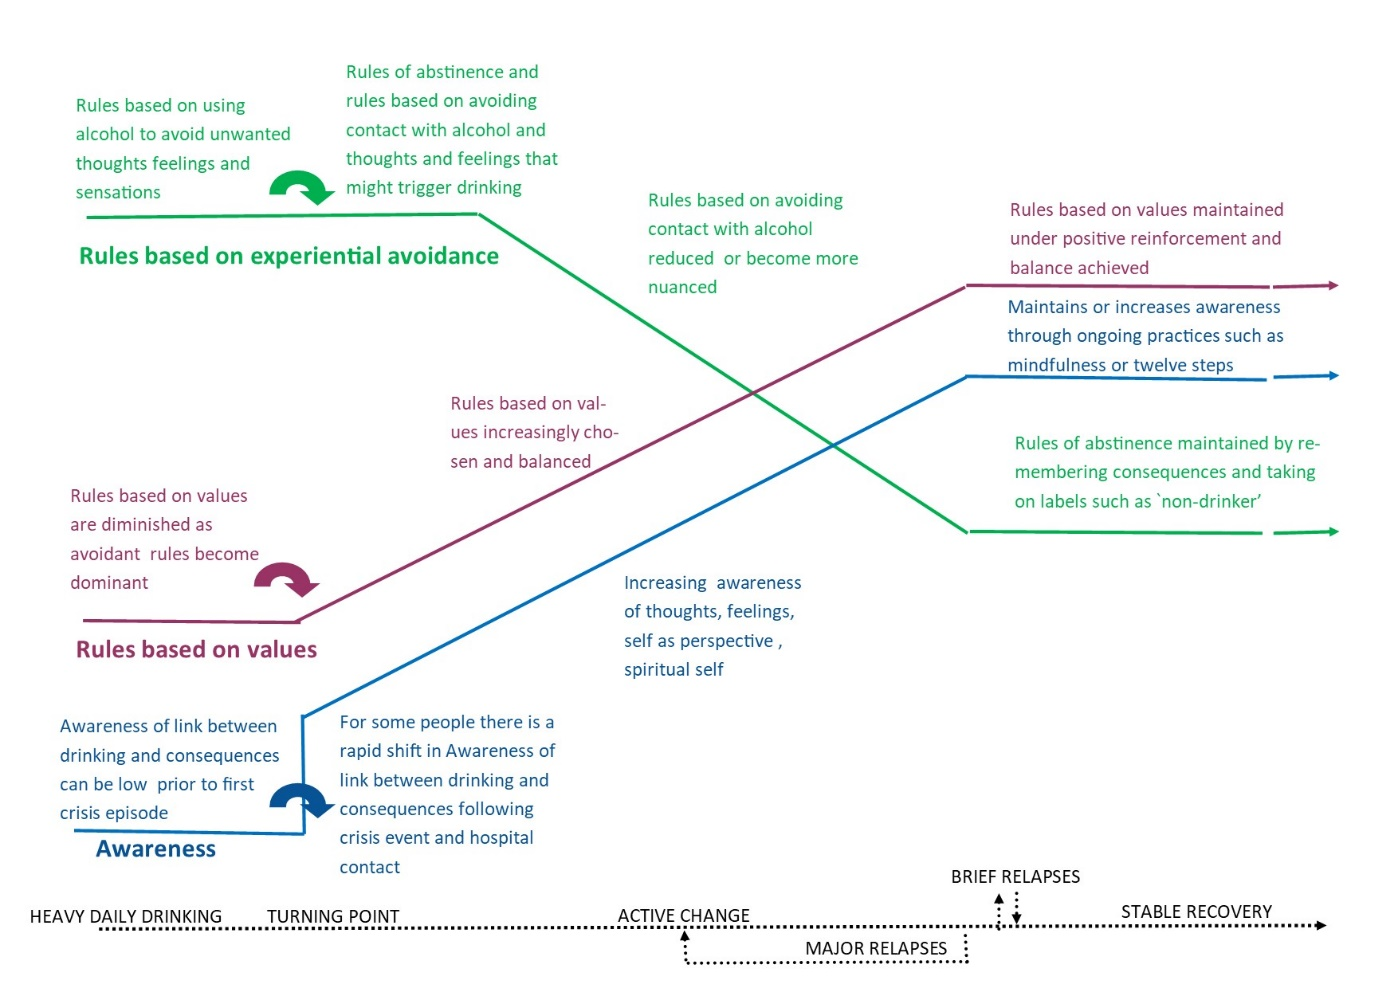 Rules based on using
alcohol to avoid unwanted
thoughts feelings and
sensations
Rules of abstinence and
rules based on avoiding
contact with alcohol and
thoughts and feelings that
might trigger drinking
Rules based on experiential avoidance
Rules based on avoiding
contact with alcohol
reduced or become more
nuanced
Rules based on values maintained
under positive reinforcement and
balance achieved
Maintains or increases awareness
through ongoing practices such as
mindfulness or twelve steps
Rules based on val-
ues increasingly cho-
sen and balanced
Rules of abstinence maintained by re-
membering consequences and taking
on labels such as `non-drinker’
Rules based on values
are diminished as
avoidant rules become
dominant
Rules based on values
Increasing awareness
of thoughts, feelings,
self as perspective ,
spiritual self
Awareness of link between
drinking and consequences
can be low prior to first
crisis episode
Awareness
For some people there is a
rapid shift in Awareness of
link between drinking and
consequences following
crisis event and hospital
contact
BRIEF RELAPSES
HEAVY DAILY DRINKING
TURNING POINT
ACTIVE CHANGE
STABLE RECOVERY
MAJOR RELAPSES